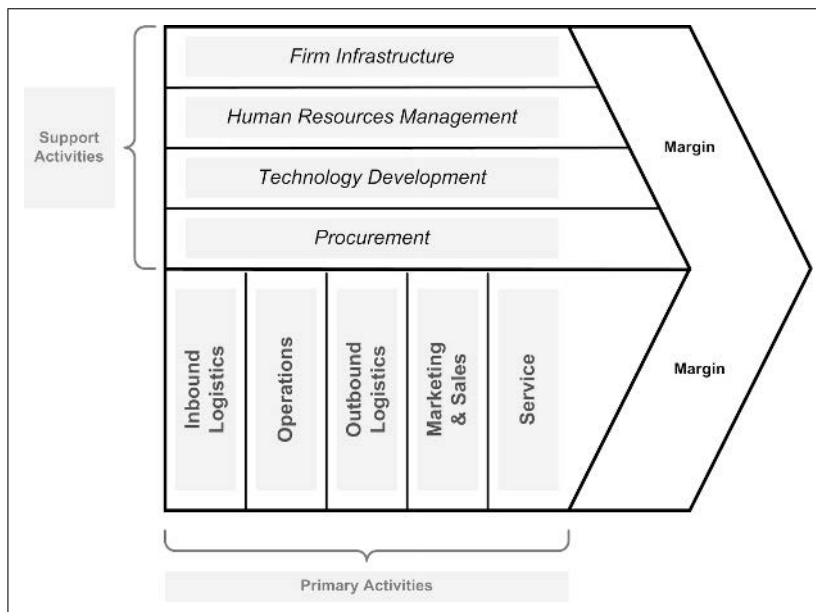 Firm Infrastructure
Human Resources Management
Technology Development
Procurement
Support
Activities
Margin
Inbound
Logistics
Operations
Outbound
Logistics
Marketing
& Sales
Service
Margin
Primary Activities